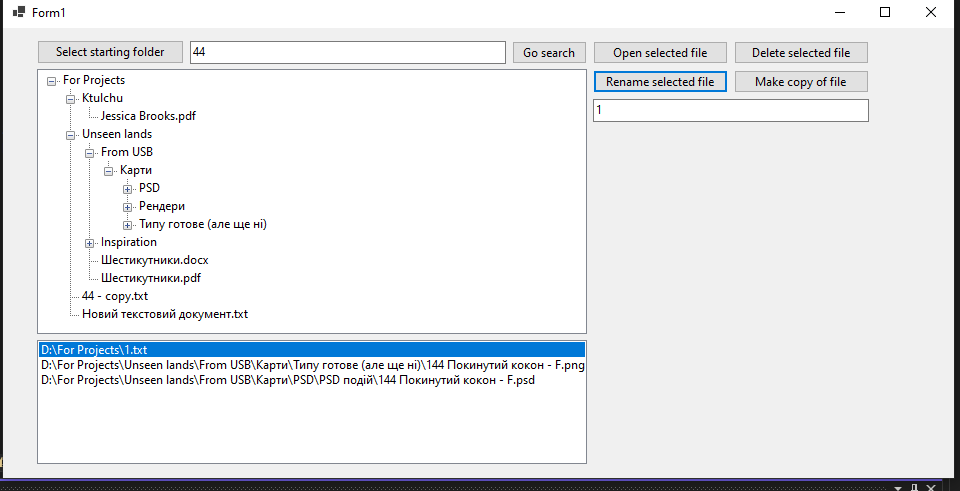 Form1
Select starting folder
44
Go search
Open selected file
Delete selected file
Rename selected file
Make copy of file
1
For Projects
Ktulchu
Jessica Brooks.pdf
Unseen lands
From USB
Карти
PSD
Рендери
Типу готове (але ще ні)
Inspiration
Шестикутники.docx
Шестикутники.pdf
44 - copy.txt
Новий текстовий документ.txt
D:\For Projects\1.txt
D:\For Projects\Unseen lands\From USB\Карти\Типу готове (але ще ні)\144 Покинутий кокон - F.png
D:\For Projects\Unseen lands\From USB\Карти\PSD\PSD подій\144 Покинутий кокон - F.psd